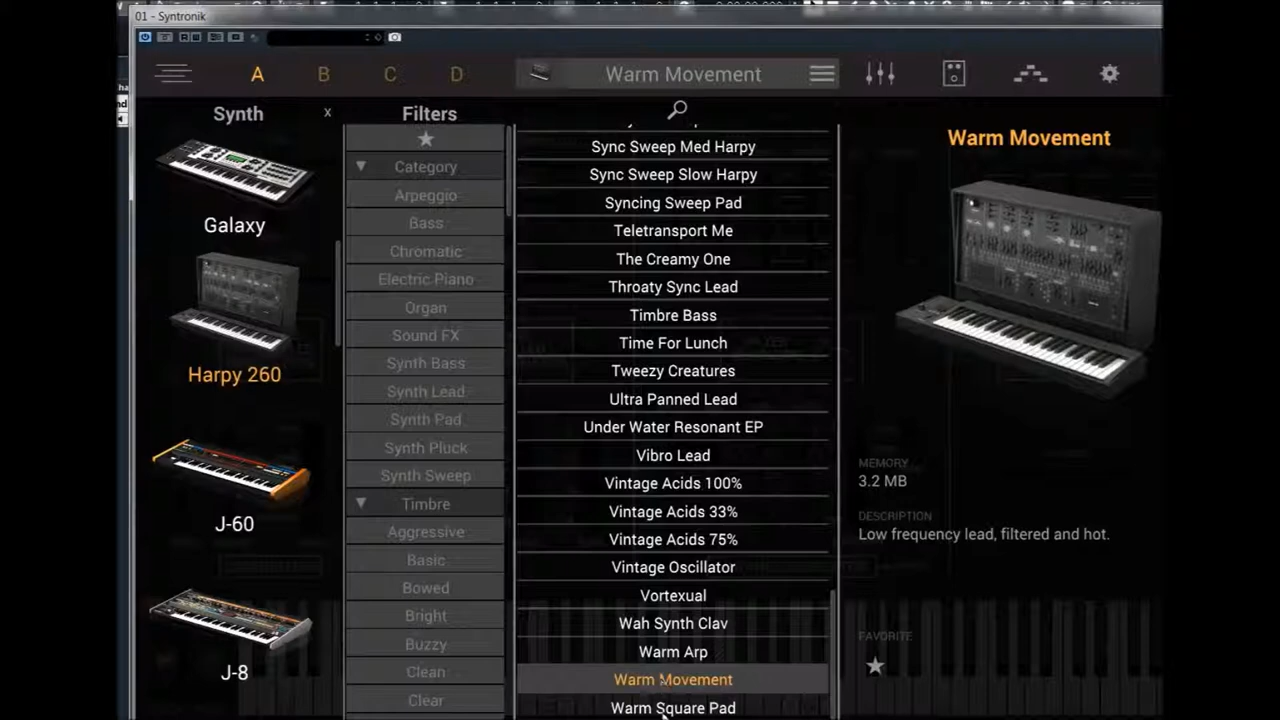 01 - Syntronik
A
B
C
D
Warm Movement
Synth
x
Filters
Galaxy
Harpy 260
J-60
J-8
Category
Arpeggio
Bass
Chromatic
Electric Piano
Organ
Sound FX
Synth Bass
Synth Lead
Synth Pad
Synth Pluck
Synth Sweep
Timbre
Aggressive
Basic
Bowed
Bright
Buzzy
Clean
Clear
Sync Sweep Med Harpy
Sync Sweep Slow Harpy
Syncing Sweep Pad
Teletransport Me
The Creamy One
Throaty Sync Lead
Timbre Bass
Time For Lunch
Tweezy Creatures
Ultra Panned Lead
Under Water Resonant EP
Vibro Lead
Vintage Acids 100%
Vintage Acids 33%
Vintage Acids 75%
Vintage Oscillator
Vortexual
Wah Synth Clav
Warm Arp
Warm Movement
Warm Square Pad
Warm Movement
MEMORY
3.2 MB
DESCRIPTION
Low frequency lead, filtered and hot.
FAVORITE